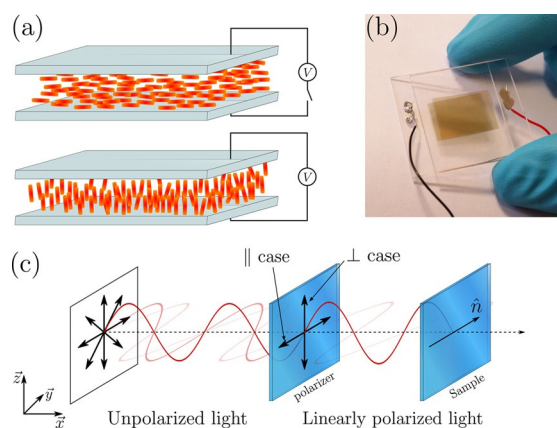 (a)
V
V
(b)
(c)
∥ case
⊥ case
n̂
z⃗
y⃗
x⃗
polarizer
Sample
Unpolarized light
Linearly polarized light